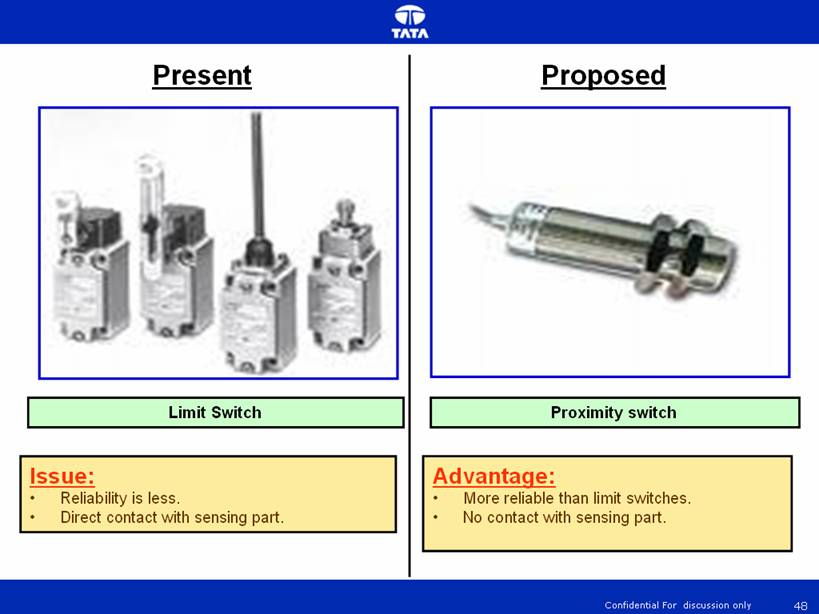 TATA
Present
Proposed
Limit Switch
Proximity switch
Issue:
• Reliability is less.
• Direct contact with sensing part.
Advantage:
• More reliable than limit switches.
• No contact with sensing part.
Confidential For discussion only
48